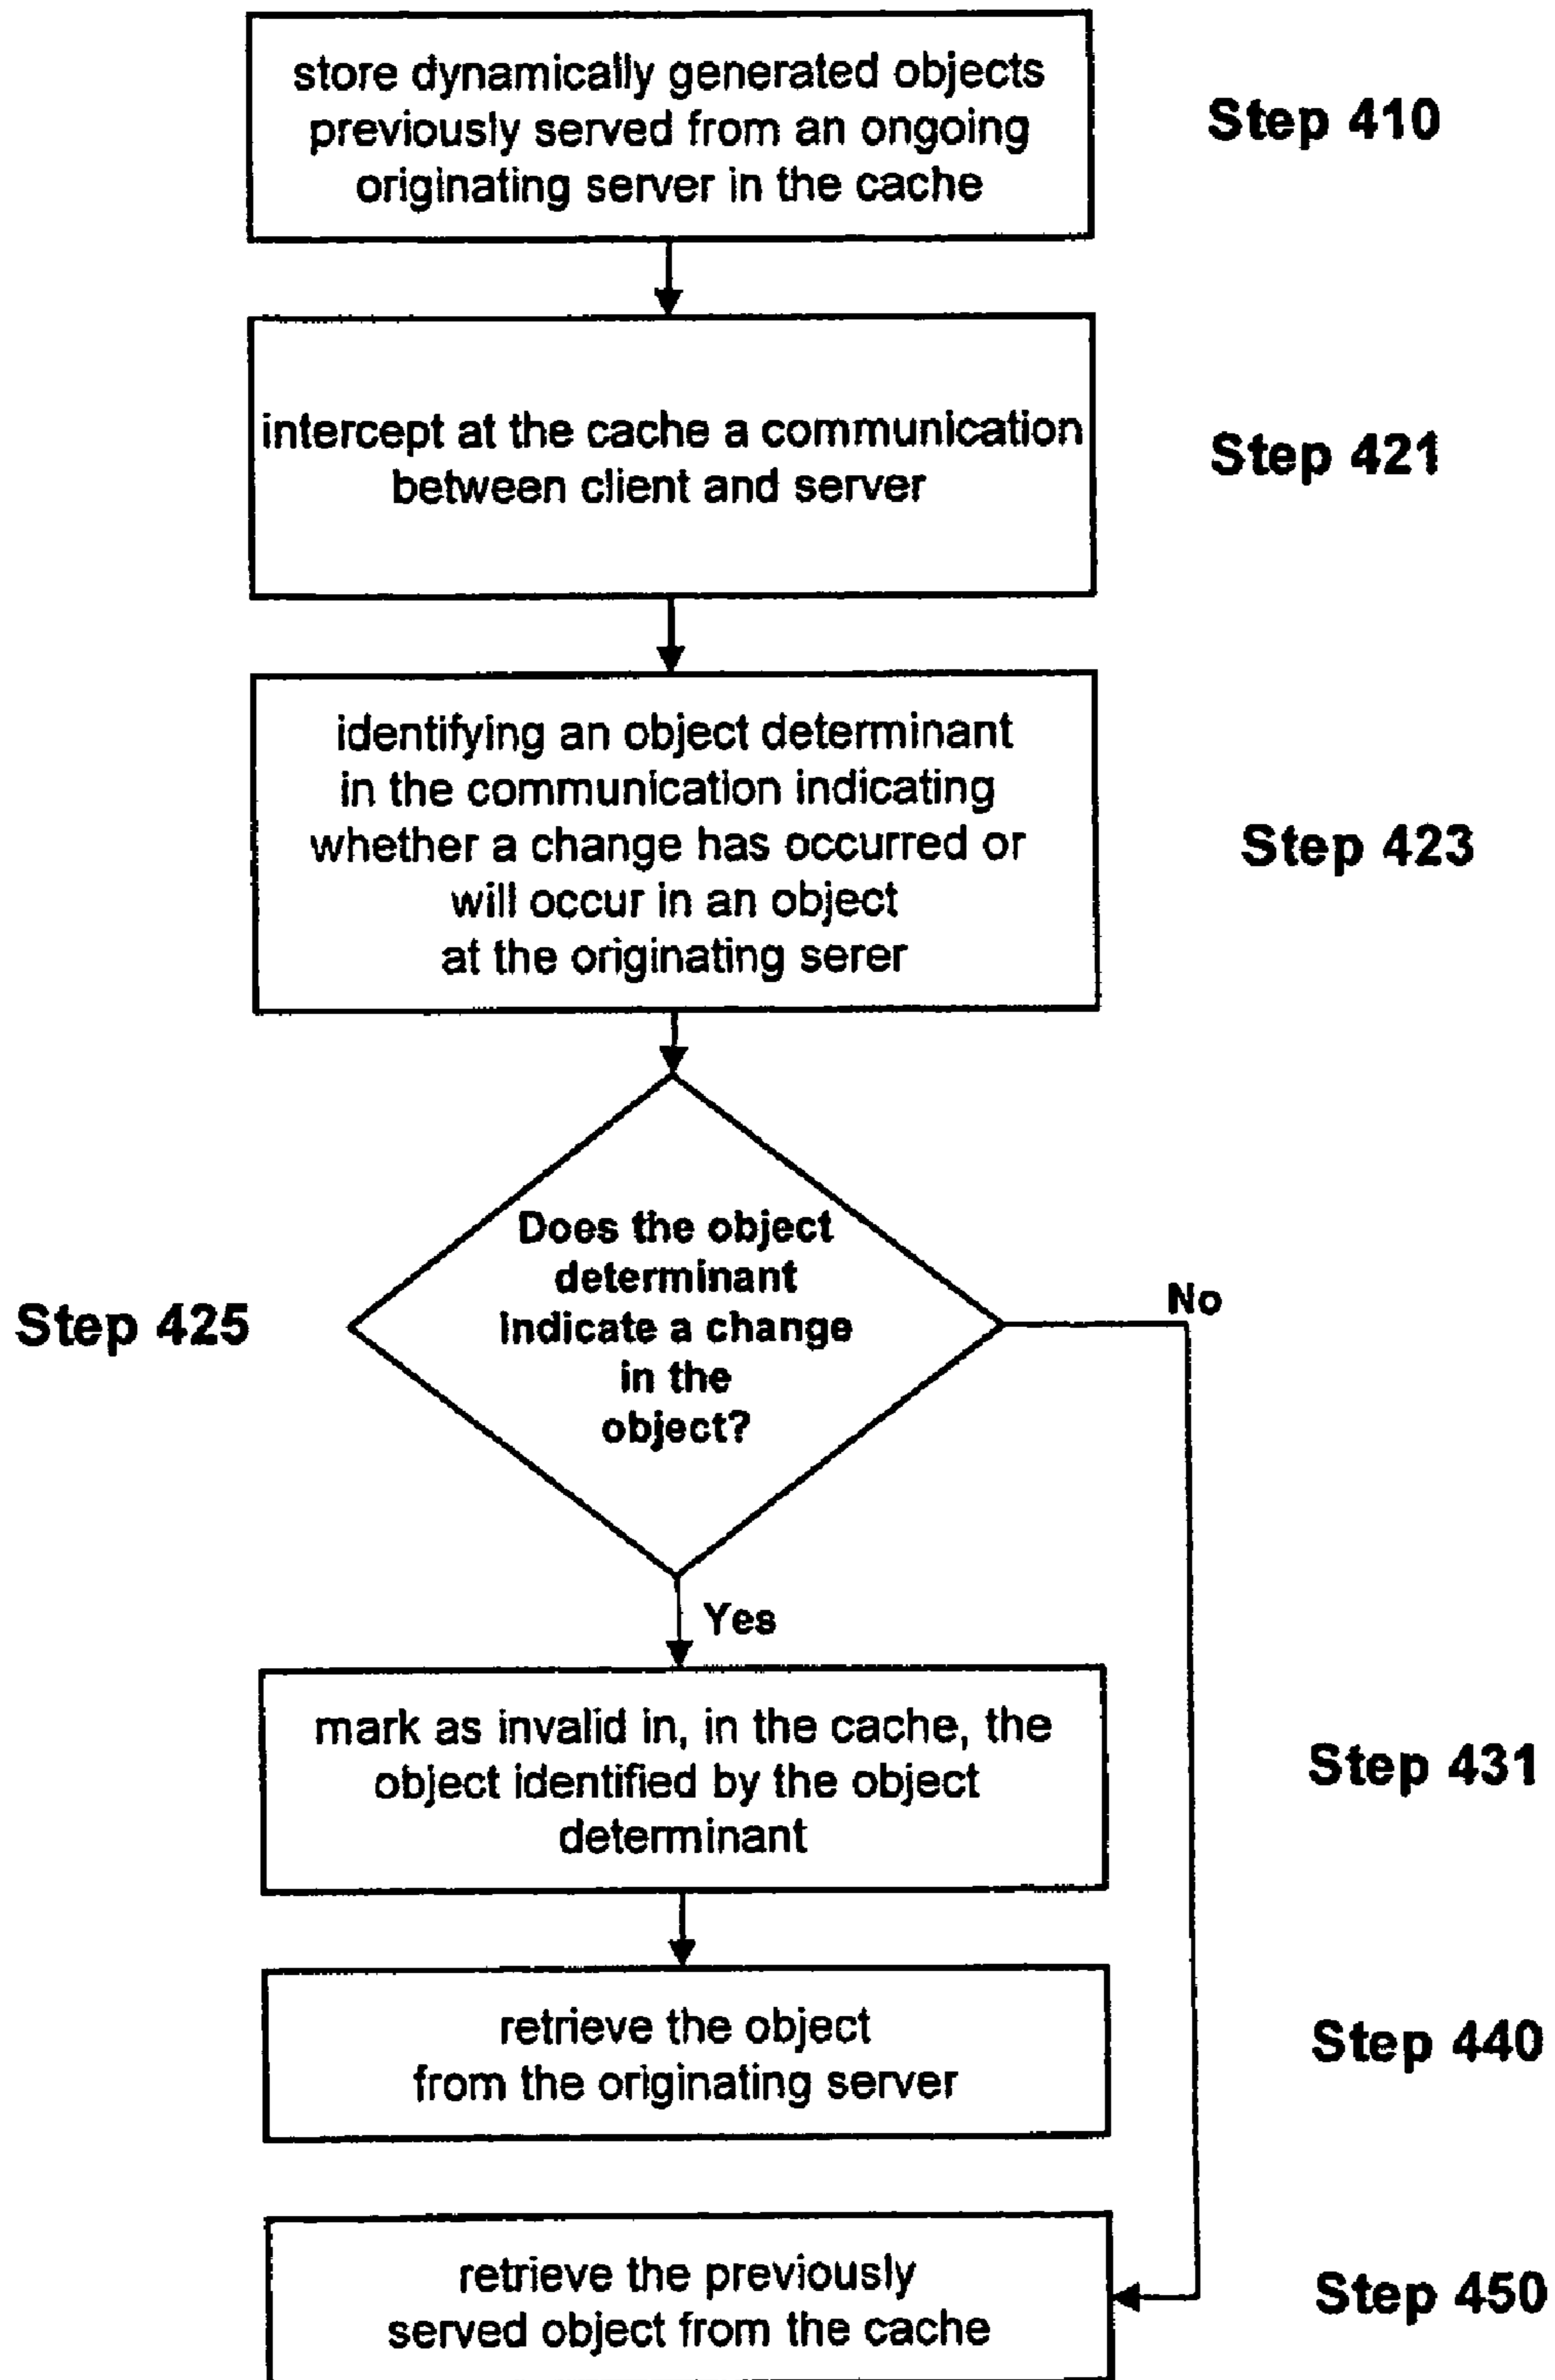 store dynamically generated objects
previously served from an ongoing
originating server in the cache
Step 410
intercept at the cache a communication
between client and server
Step 421
identifying an object determinant
in the communication indicating
whether a change has occurred or
will occur in an object
at the originating serer
Step 423
Does the object
determinant
indicate a change
in the
object?
Step 425
No
Yes
mark as invalid in, in the cache, the
object identified by the object
determinant
Step 431
retrieve the object
from the originating server
Step 440
retrieve the previously
served object from the cache
Step 450